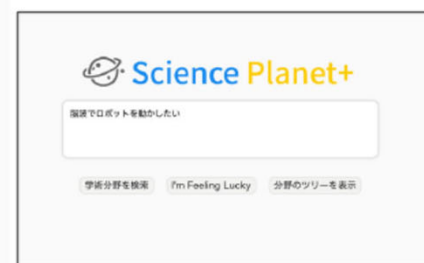 Science Planet+
脳波でロボットを動かしたい
学術分野を検索
I'm Feeling Lucky
分野のツリーを表示